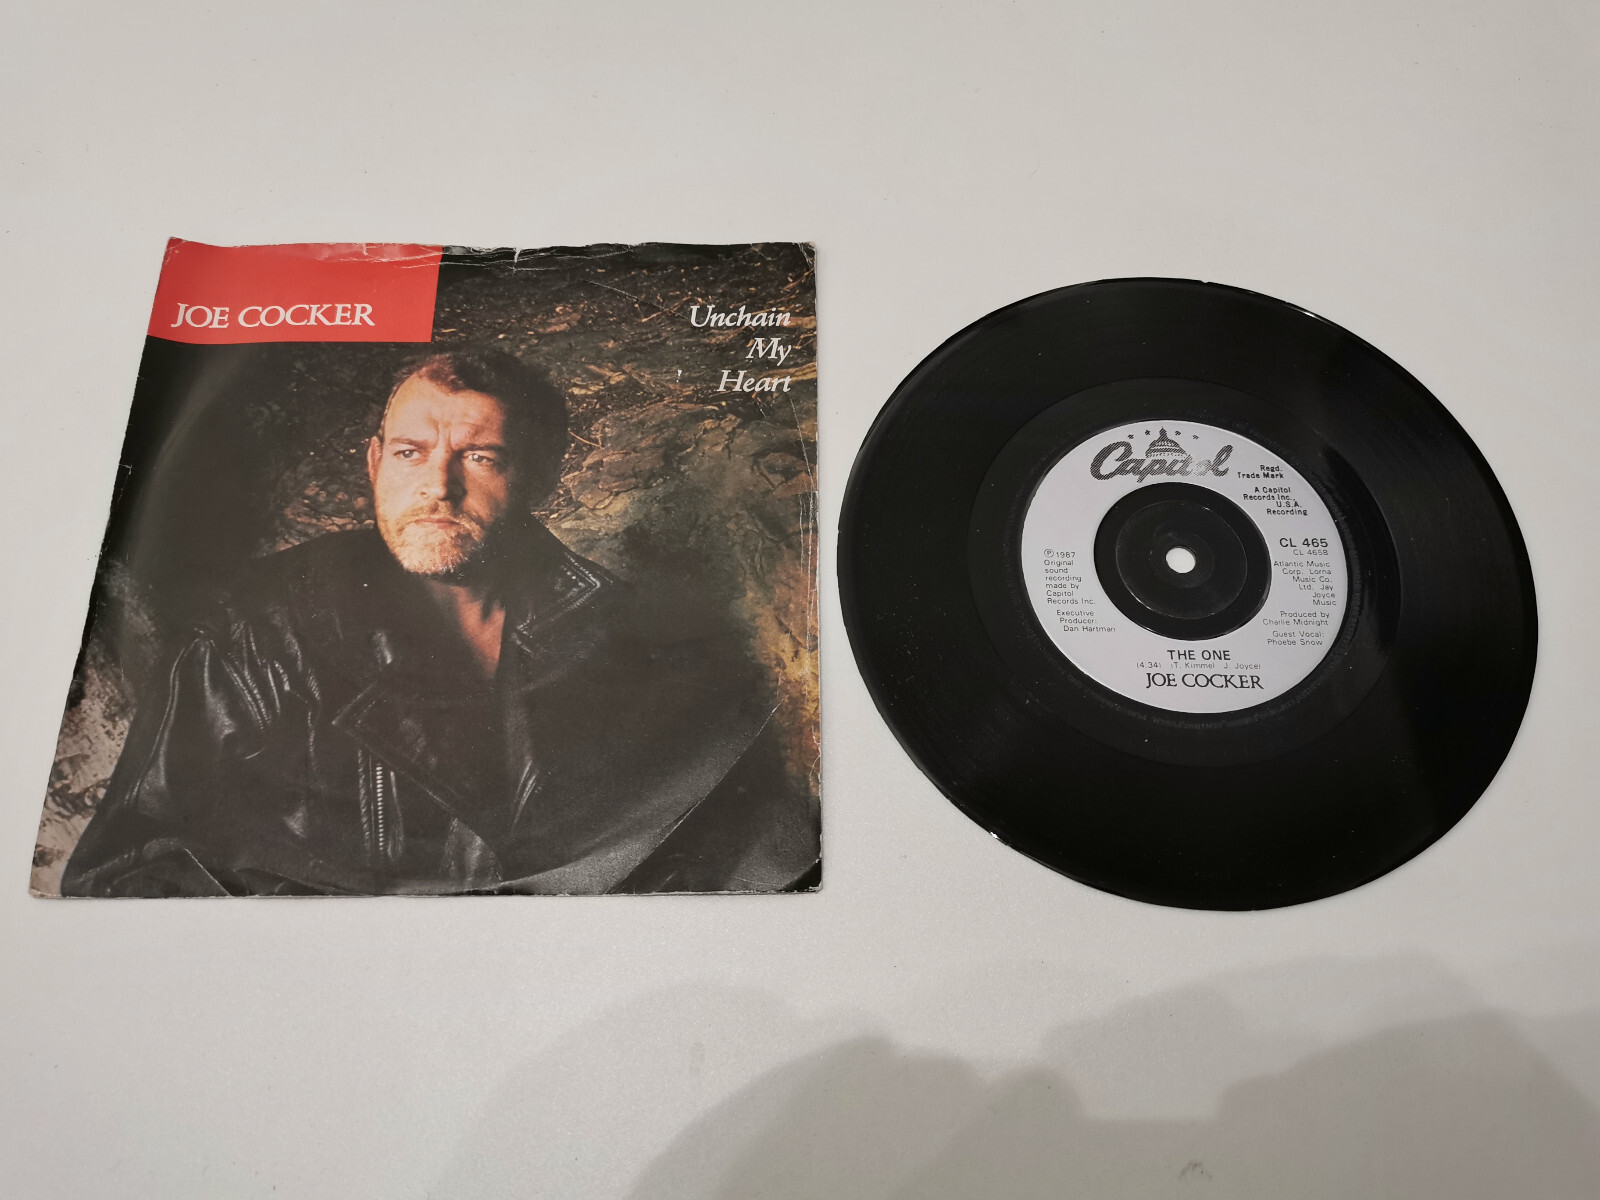 JOE COCKER
Unchain
My
Heart
Capitol
Regd.
Trade Mark
A Capitol
Records Inc.,
U.S.A.
Recording
CL 465
CL 465B
Ⓟ 1987
Original
sound
recording
made by
Capitol
Records Inc.
Executive
Producer:
Dan Hartman
Atlantic Music
Corp. Lorna
Music Co.
Ltd. Jay
Joyce
Music
Produced by
Charlie Midnight
Guest Vocal:
Phoebe Snow
THE ONE
(4.34) (T. Kimmel J. Joyce)
JOE COCKER